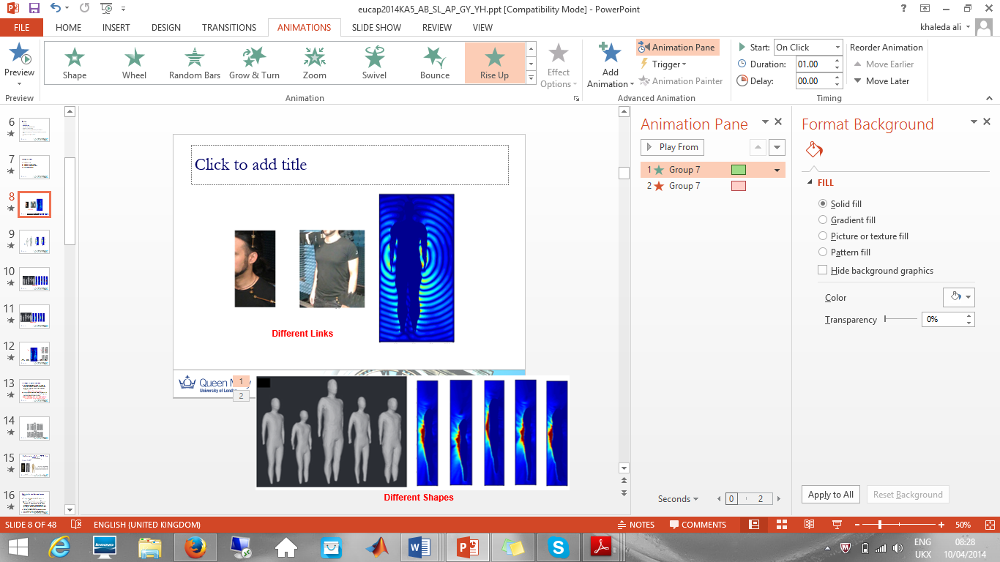 eucap2014KA5_AB_SL_AP_GY_YH.ppt [Compatibility Mode] - PowerPoint
FILE HOME INSERT DESIGN TRANSITIONS ANIMATIONS SLIDE SHOW REVIEW VIEW
khaleda ali
Preview
Preview
Shape Wheel Random Bars Grow & Turn Zoom Swivel Bounce Rise Up
Animation
Effect
Options
Add
Animation
Animation Pane
Trigger
Animation Painter
Advanced Animation
Start: On Click
Duration: 01.00
Delay: 00.00
Timing
Reorder Animation
Move Earlier
Move Later
6
7
8
9
10
11
12
13
14
15
16
Click to add title
Different Links
Queen M
University of Lond
1
2
Different Shapes
Animation Pane
Play From
1 Group 7
2 Group 7
Seconds 0 2
Format Background
FILL
Solid fill
Gradient fill
Picture or texture fill
Pattern fill
Hide background graphics
Color
Transparency 0%
Apply to All Reset Background
SLIDE 8 OF 48 ENGLISH (UNITED KINGDOM) NOTES COMMENTS 50%
lenovo
ENG
UKX
08:28
10/04/2014